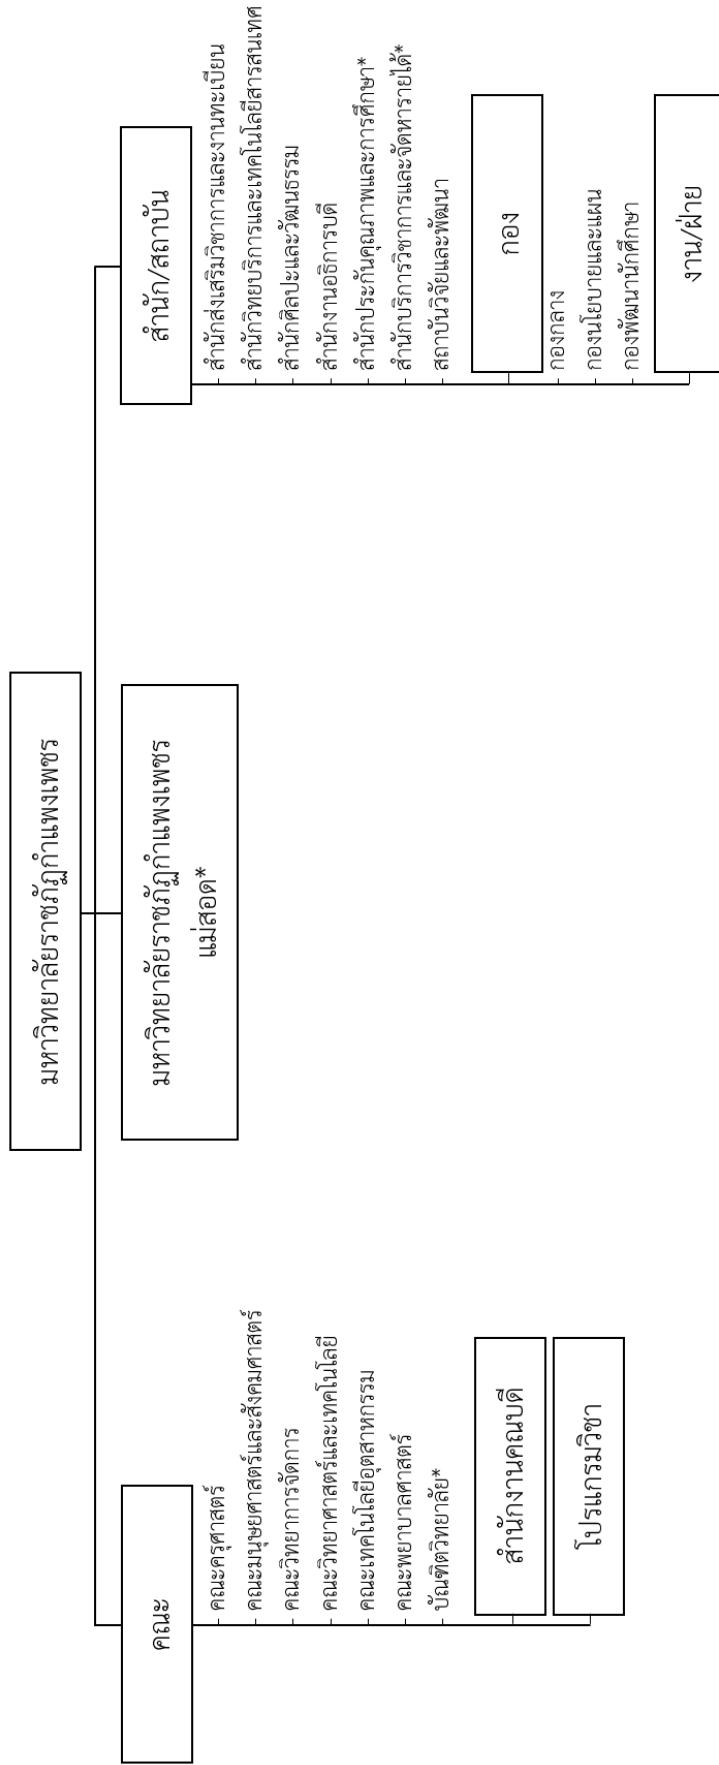 มหาวิทยาลัยราชภัฏกำแพงเพชร
คณะ
คณะครุศาสตร์
คณะมนุษยศาสตร์และสังคมศาสตร์
คณะวิทยาการจัดการ
คณะวิทยาศาสตร์และเทคโนโลยี
คณะเทคโนโลยีอุตสาหกรรม
คณะพยาบาลศาสตร์
บัณฑิตวิทยาลัย*
สำนักงานคณบดี
โปรแกรมวิชา
มหาวิทยาลัยราชภัฏกำแพงเพชร
แม่สอด*
สำนัก/สถาบัน
สำนักส่งเสริมวิชาการและงานทะเบียน
สำนักวิทยบริการและเทคโนโลยีสารสนเทศ
สำนักศิลปะและวัฒนธรรม
สำนักงานอธิการบดี
สำนักประกันคุณภาพและการศึกษา*
สำนักบริการวิชาการและจัดหารายได้*
สถาบันวิจัยและพัฒนา
กอง
กองกลาง
กองนโยบายและแผน
กองพัฒนานักศึกษา
งาน/ฝ่าย